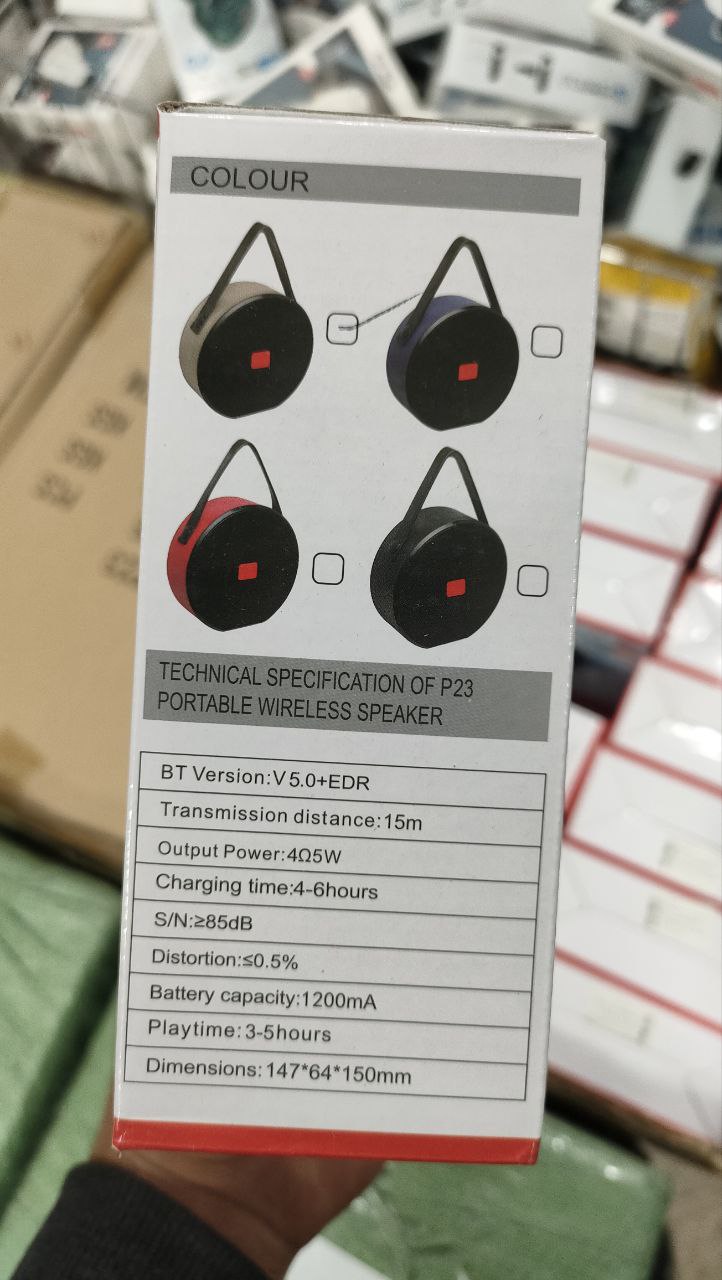 COLOUR
TECHNICAL SPECIFICATION OF P23
PORTABLE WIRELESS SPEAKER
BT Version:V5.0+EDR
Transmission distance:15m
Output Power:4Ω5W
Charging time:4-6hours
S/N:≥85dB
Distortion:≤0.5%
Battery capacity:1200mA
Playtime:3-5hours
Dimensions:147*64*150mm